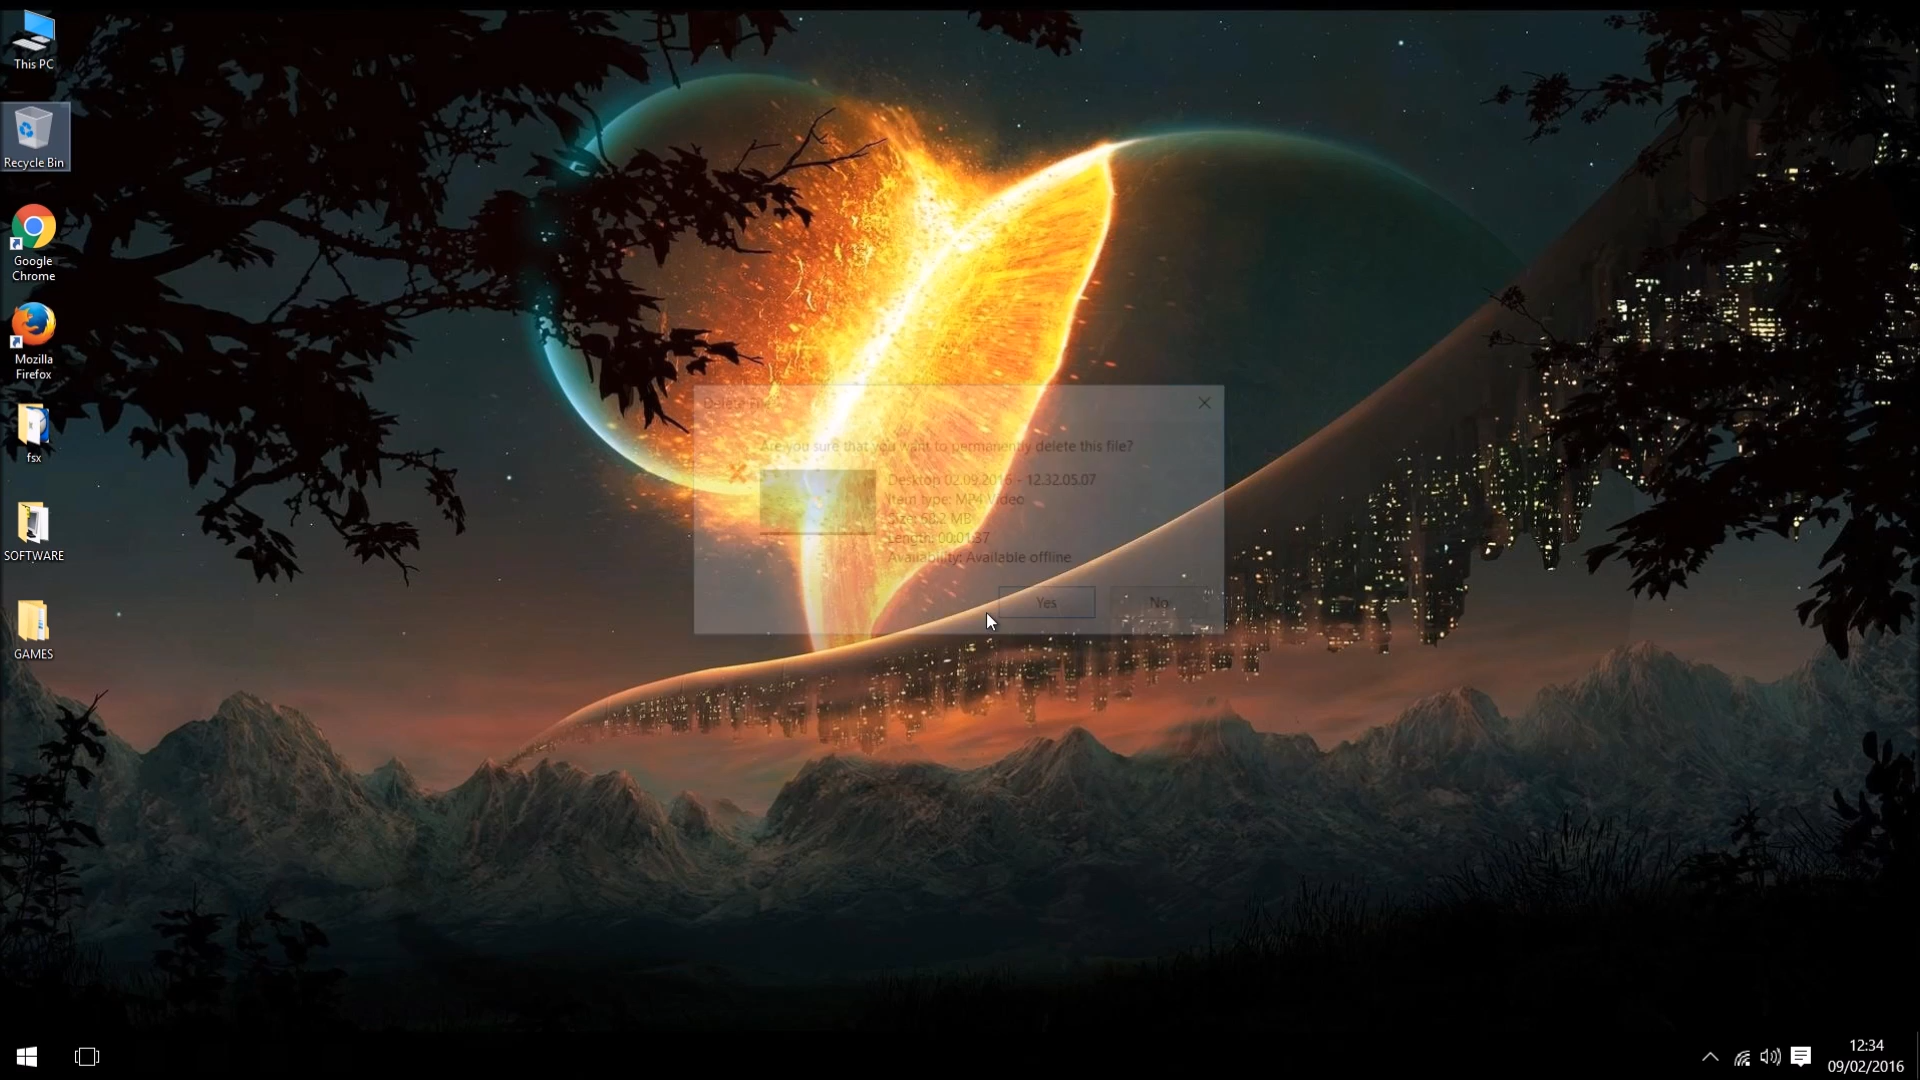 This PC
Recycle Bin
Google
Chrome
Mozilla
Firefox
fsx
SOFTWARE
GAMES
Delete File
Are you sure that you want to permanently delete this file?
Desktop 02.09.2016 - 12.32.05.07
Item type: MP4 Video
Size: 68.2 MB
Length: 00:01:37
Availability: Available offline
Yes
No
12:34
09/02/2016